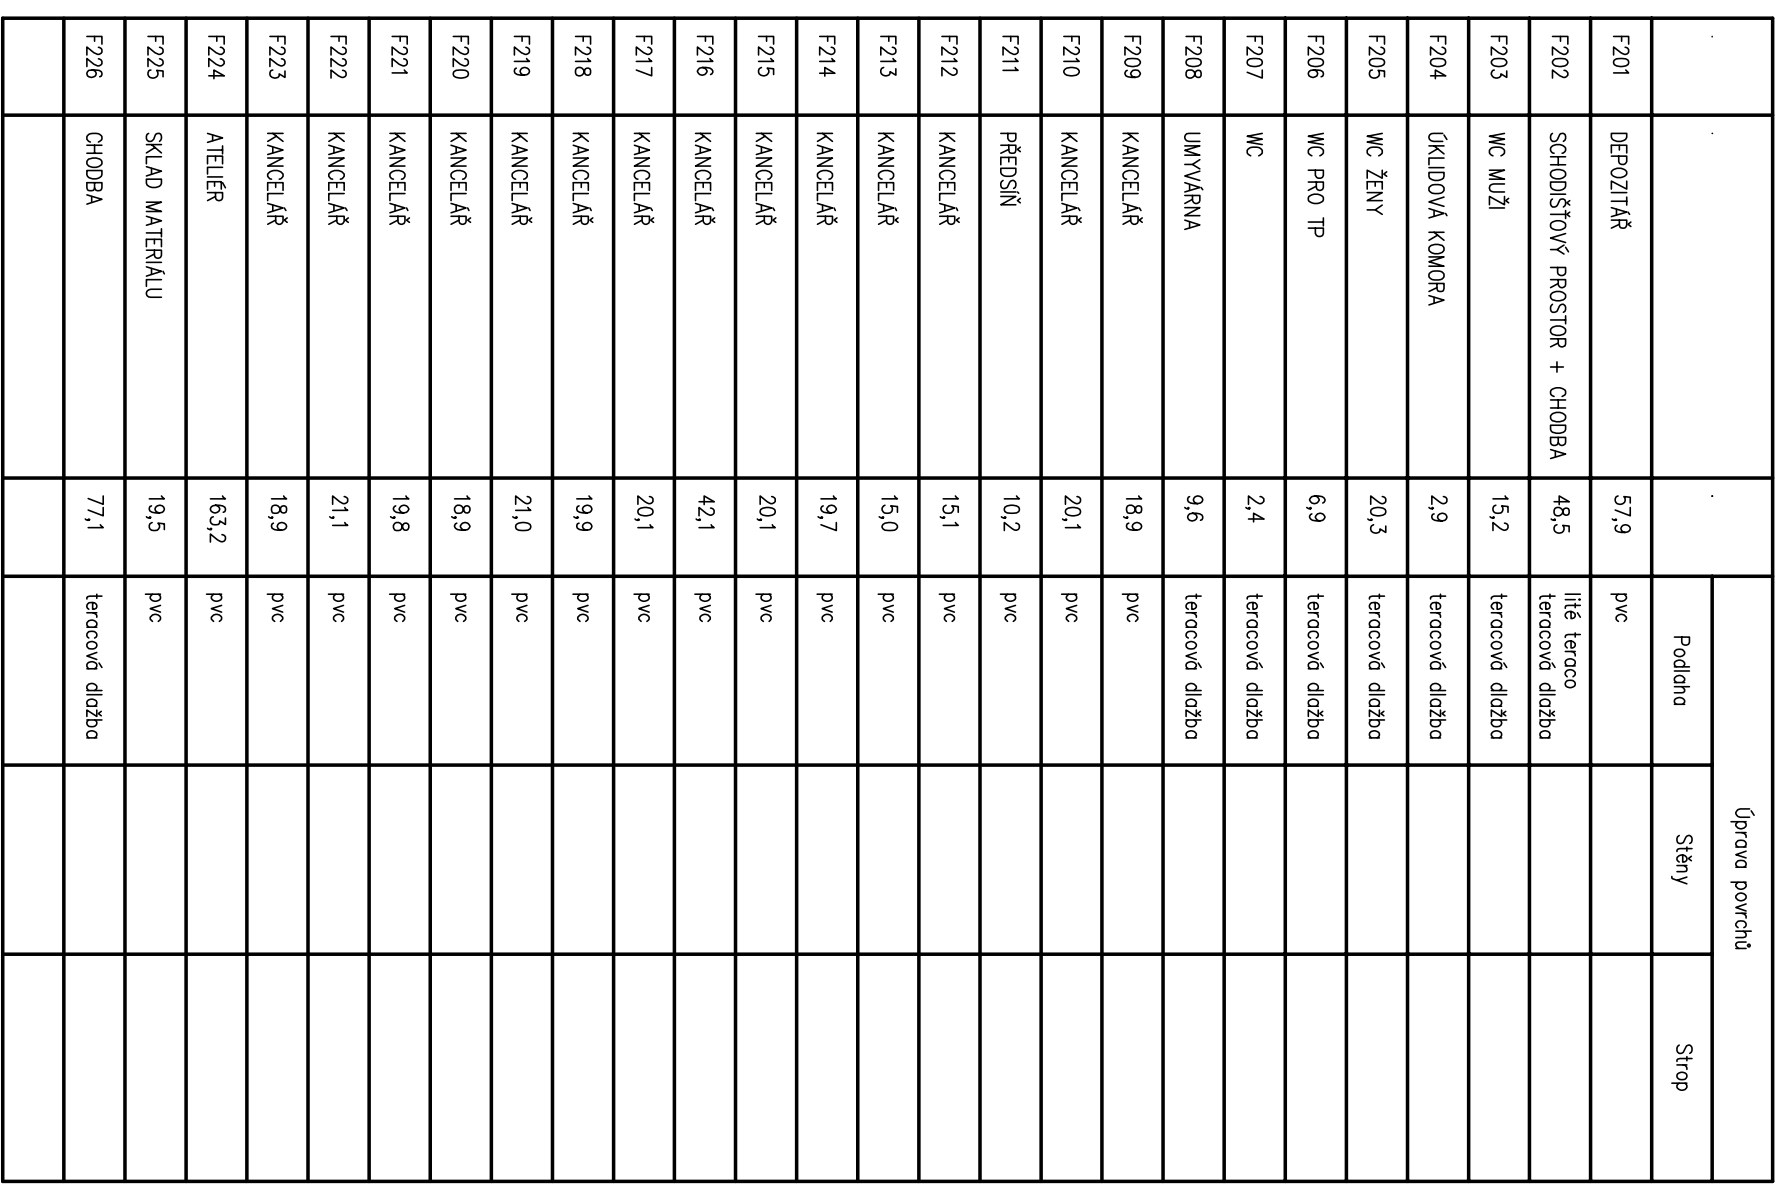 Úprava povrchů
Podlaha Stěny Strop
F201 DEPOZITÁŘ 57,9 pvc
F202 SCHODIŠŤOVÝ PROSTOR + CHODBA 48,5 lité teraco
teracová dlažba
F203 WC MUŽI 15,2 teracová dlažba
F204 ÚKLIDOVÁ KOMORA 2,9 teracová dlažba
F205 WC ŽENY 20,3 teracová dlažba
F206 WC PRO TP 6,9 teracová dlažba
F207 WC 2,4 teracová dlažba
F208 UMYVÁRNA 9,6 teracová dlažba
F209 KANCELÁŘ 18,9 pvc
F210 KANCELÁŘ 20,1 pvc
F211 PŘEDSÍŇ 10,2 pvc
F212 KANCELÁŘ 15,1 pvc
F213 KANCELÁŘ 15,0 pvc
F214 KANCELÁŘ 19,7 pvc
F215 KANCELÁŘ 20,1 pvc
F216 KANCELÁŘ 42,1 pvc
F217 KANCELÁŘ 20,1 pvc
F218 KANCELÁŘ 19,9 pvc
F219 KANCELÁŘ 21,0 pvc
F220 KANCELÁŘ 18,9 pvc
F221 KANCELÁŘ 19,8 pvc
F222 KANCELÁŘ 21,1 pvc
F223 KANCELÁŘ 18,9 pvc
F224 ATELIÉR 163,2 pvc
F225 SKLAD MATERIÁLU 19,5 pvc
F226 CHODBA 77,1 teracová dlažba